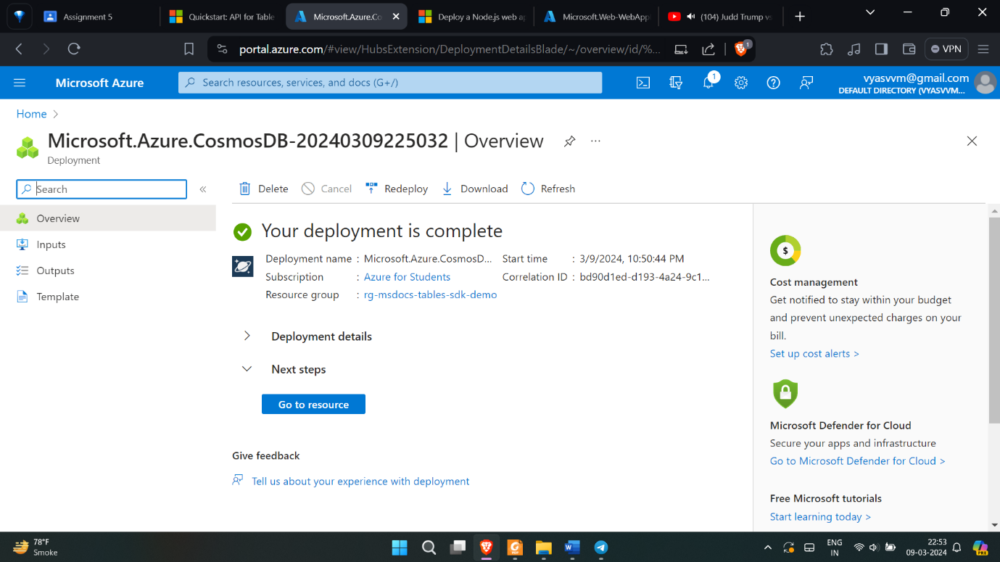 Assignment 5
Quickstart: API for Table
Microsoft.Azure.Co
Deploy a Node.js web ap
Microsoft.Web-WebApp
(104) Judd Trump vs
portal.azure.com/#view/HubsExtension/DeploymentDetailsBlade/~/overview/id/%...
1
VPN
Microsoft Azure
Search resources, services, and docs (G+/)
1
vyasvvm@gmail.com
DEFAULT DIRECTORY (VYASVVM...
Home
Microsoft.Azure.CosmosDB-20240309225032 | Overview
...
Deployment
Search
Delete
Cancel
Redeploy
Download
Refresh
Overview
Inputs
Outputs
Template
Your deployment is complete
Deployment name : Microsoft.Azure.CosmosD...
Subscription : Azure for Students
Resource group : rg-msdocs-tables-sdk-demo
Start time : 3/9/2024, 10:50:44 PM
Correlation ID : bd90d1ed-d193-4a24-9c1...
Deployment details
Next steps
Go to resource
Give feedback
Tell us about your experience with deployment
$
Cost management
Get notified to stay within your budget
and prevent unexpected charges on your
bill.
Set up cost alerts >
Microsoft Defender for Cloud
Secure your apps and infrastructure
Go to Microsoft Defender for Cloud >
Free Microsoft tutorials
Start learning today >
78°F
Smoke
ENG
IN
22:53
09-03-2024
PRE